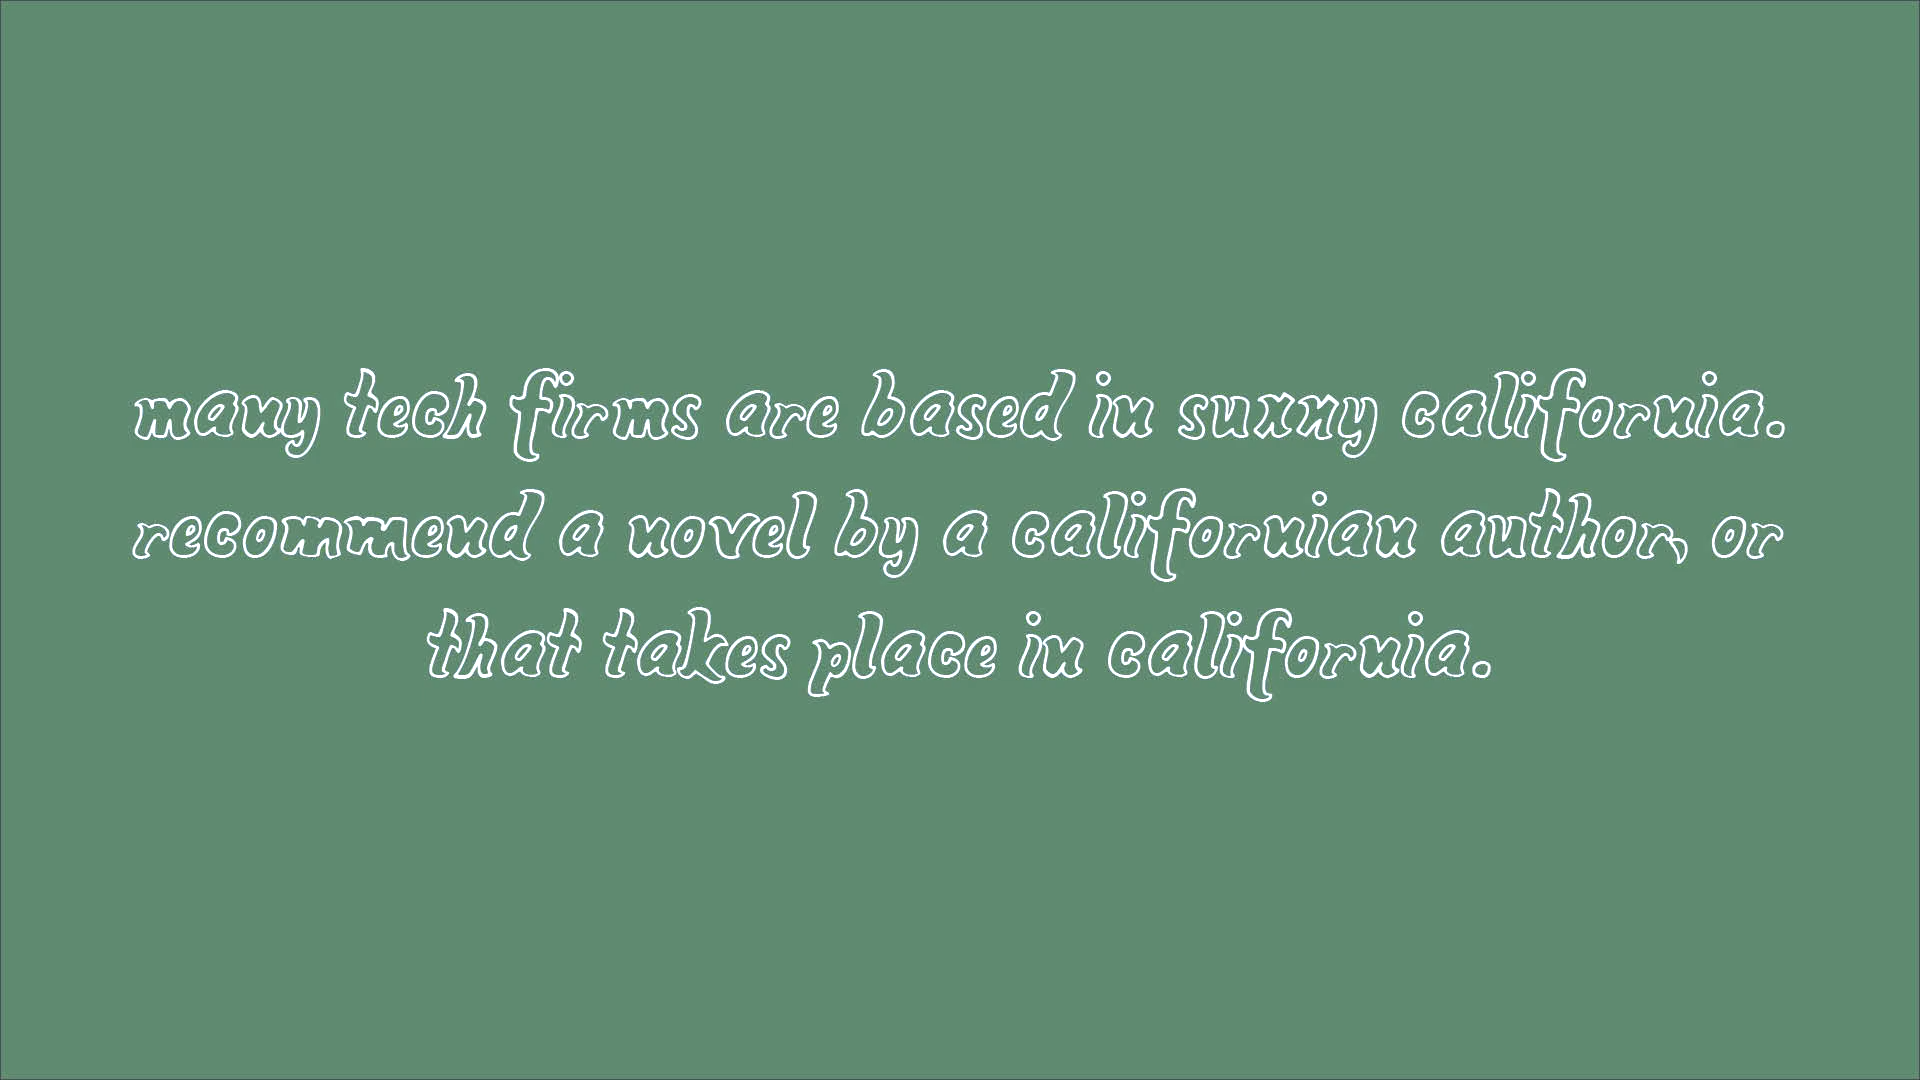 many tech firms are based in sunny california.
recommend a novel by a californian author, or
that takes place in california.